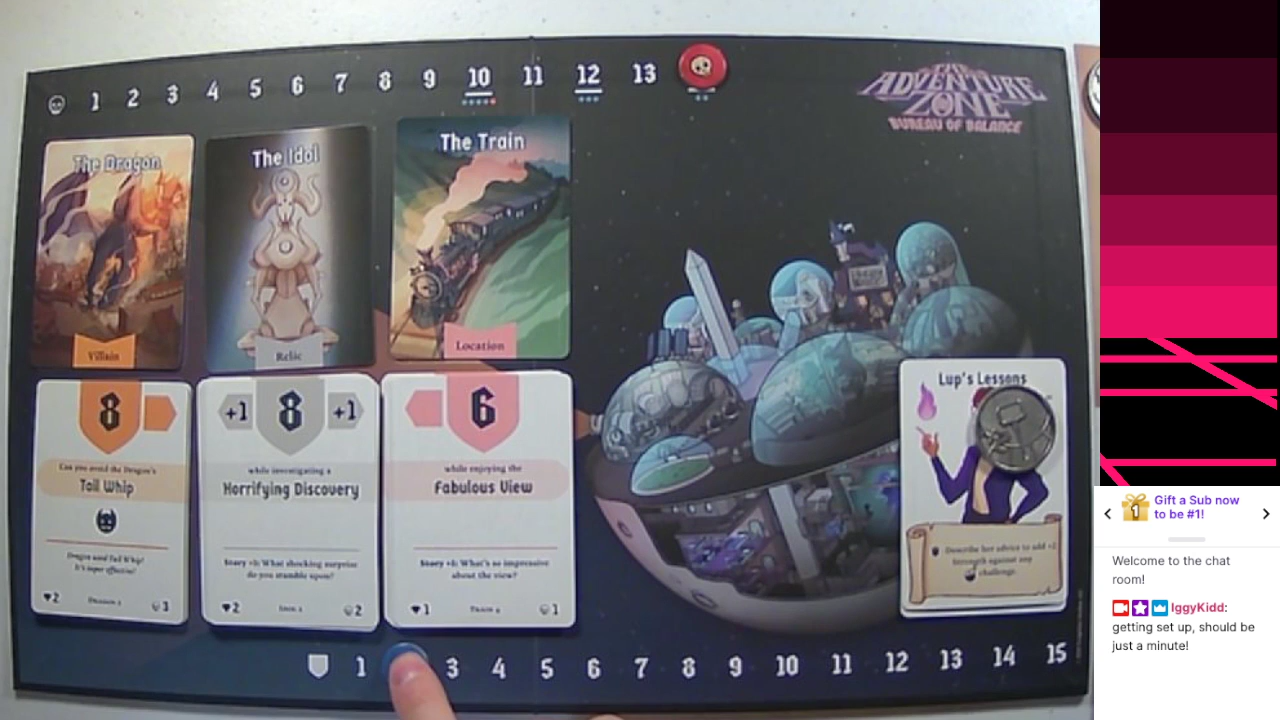 1 2 3 4 5 6 7 8 9 10 11 12 13
THE
ADVENTURE
ZONE
BUREAU OF BALANCE
The Dragon
Villain
The Idol
Relic
The Train
Location
8
Can you avoid the Dragon's
Tail Whip
Dragon used Tail Whip!
It's super effective!
2
3
+1 8 +1
while investigating a
Horrifying Discovery
Story +1: What shocking surprise
do you stumble upon?
2
2
6
while enjoying the
Fabulous View
Story +1: What's so impressive
about the view?
1
1
Lup's Lessons
Describe her advice to add +2
Strength against any
challenge.
1 3 4 5 6 7 8 9 10 11 12 13 14 15
1
Gift a Sub now
to be #1!
Welcome to the chat
room!
IggyKidd:
getting set up, should be
just a minute!